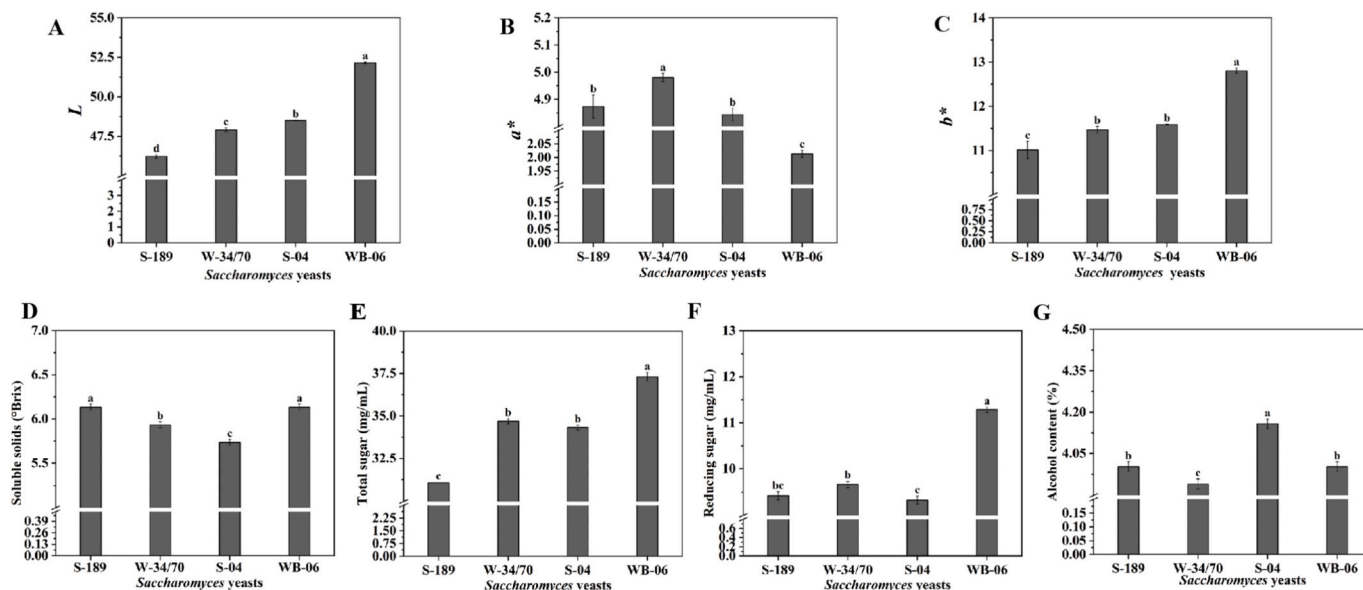 A
L
55.0
52.5
50.0
47.5
3
2
1
0
d
c
b
a
S-189 W-34/70 S-04 WB-06
Saccharomyces yeasts
B
a*
5.2
5.1
5.0
4.9
2.05
2.00
1.95
0.15
0.10
0.05
0.00
b
a
b
c
S-189 W-34/70 S-04 WB-06
Saccharomyces yeasts
C
b*
14
13
12
11
0.75
0.50
0.25
0.00
c
b
b
a
S-189 W-34/70 S-04 WB-06
Saccharomyces yeasts
D
Soluble solids (°Brix)
7.0
6.5
6.0
5.5
0.39
0.26
0.13
0.00
a
b
c
a
S-189 W-34/70 S-04 WB-06
Saccharomyces yeasts
E
Total sugar (mg/mL)
40.0
37.5
35.0
32.5
2.25
1.50
0.75
0.00
c
b
b
a
S-189 W-34/70 S-04 WB-06
Saccharomyces yeasts
F
Reducing sugar (mg/mL)
13
12
11
10
0.6
0.4
0.2
0.0
bc
b
c
a
S-189 W-34/70 S-04 WB-06
Saccharomyces yeasts
G
Alcohol content (%)
4.50
4.35
4.20
4.05
0.15
0.10
0.05
0.00
b
c
a
b
S-189 W-34/70 S-04 WB-06
Saccharomyces yeasts